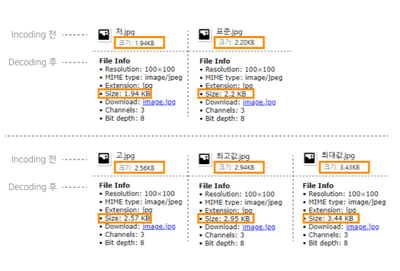 Incoding 전
저.jpg
크기: 1.94KB
표준.jpg
크기: 2.20KB
Decoding 후
File Info
• Resolution: 100×100
• MIME type: image/jpeg
• Extension: jpg
• Size: 1.94 KB
• Download: image.jpg
• Channels: 3
• Bit depth: 8
File Info
• Resolution: 100×100
• MIME type: image/jpeg
• Extension: jpg
• Size: 2.2 KB
• Download: image.jpg
• Channels: 3
• Bit depth: 8
Incoding 전
고.jpg
크기: 2.56KB
최고값.jpg
크기: 2.94KB
최대값.jpg
크기: 3.43KB
Decoding 후
File Info
• Resolution: 100×100
• MIME type: image/jpeg
• Extension: jpg
• Size: 2.57 KB
• Download: image.jpg
• Channels: 3
• Bit depth: 8
File Info
• Resolution: 100×100
• MIME type: image/jpeg
• Extension: jpg
• Size: 2.95 KB
• Download: image.jpg
• Channels: 3
• Bit depth: 8
File Info
• Resolution: 100×100
• MIME type: image/jpeg
• Extension: jpg
• Size: 3.44 KB
• Download: image.jpg
• Channels: 3
• Bit depth: 8